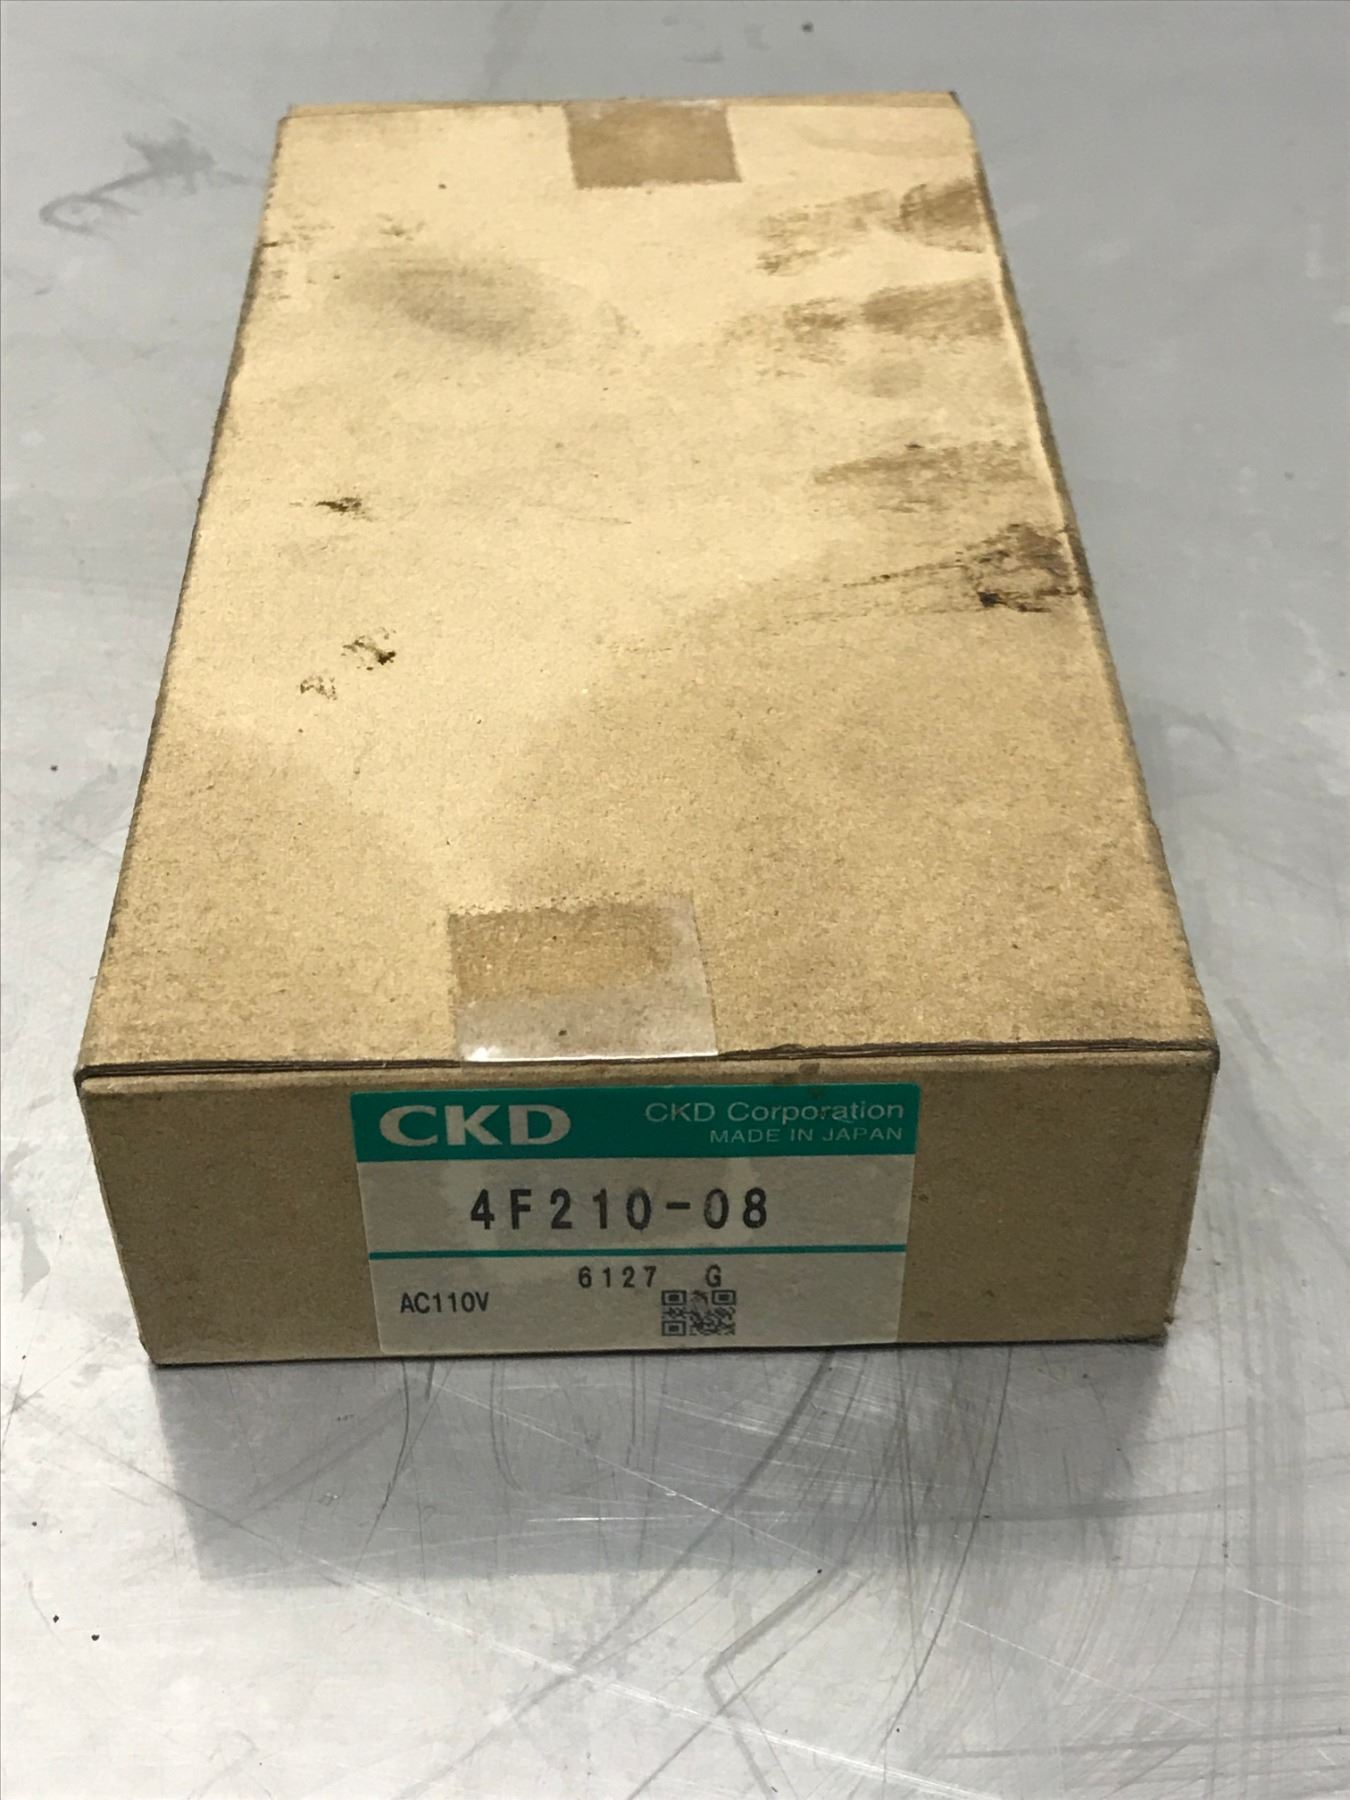 CKD
CKD Corporation
MADE IN JAPAN
4F210-08
6127 G
AC110V